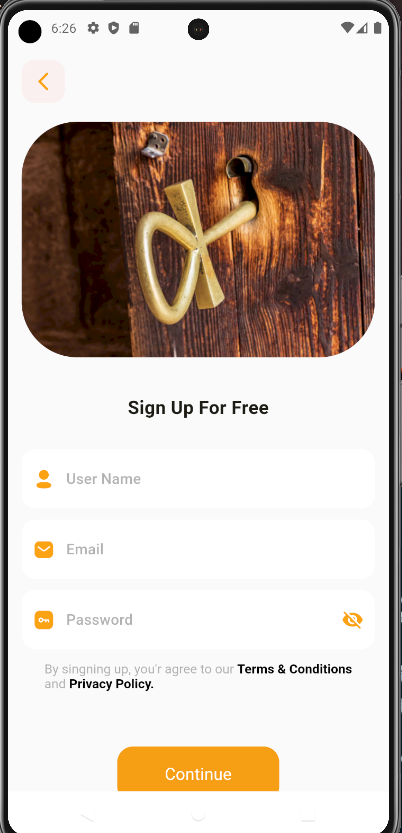 6:26
Sign Up For Free
User Name
Email
Password
By singning up, you'r agree to our Terms & Conditions
and Privacy Policy.
Continue